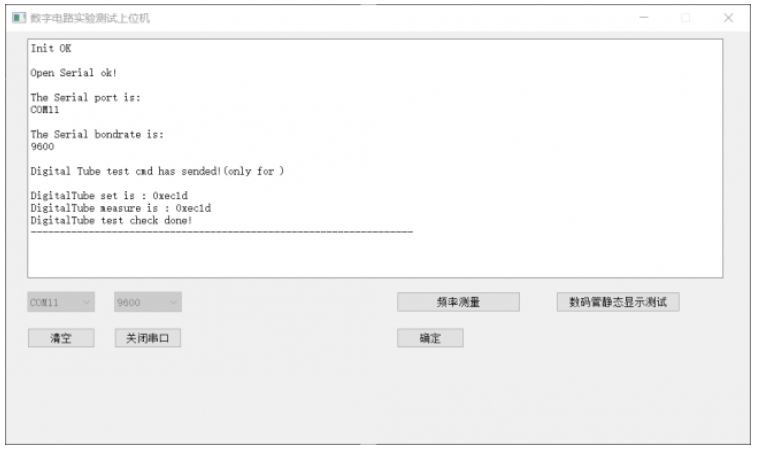 数字电路实验测试上位机
Init OK
Open Serial ok!
The Serial port is:
COM11
The Serial bondrate is:
9600
Digital Tube test cmd has sended!(only for )
DigitalTube set is : 0xec1d
DigitalTube measure is : 0xec1d
DigitalTube test check done!
--------------------------------------------------------------------
COM11
9600
频率测量
数码管静态显示测试
清空
关闭串口
确定